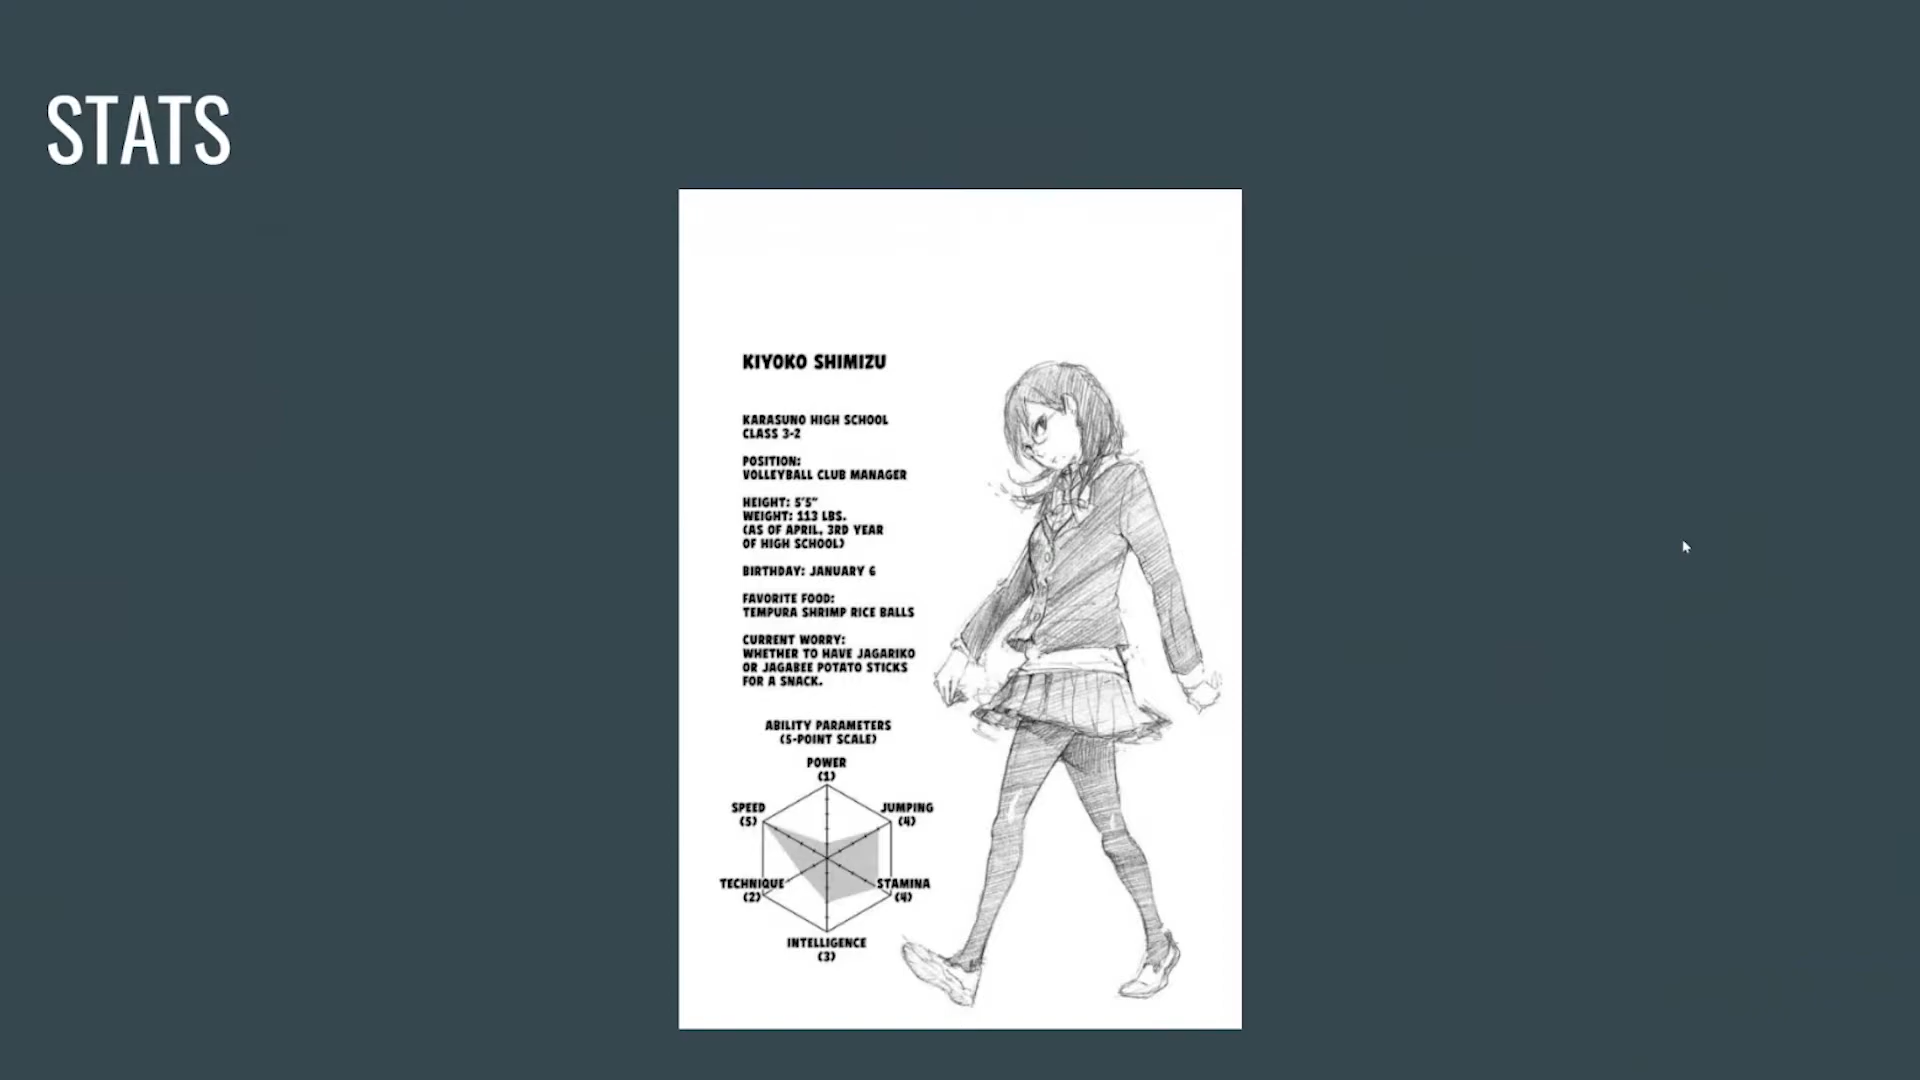 STATS
KIYOKO SHIMIZU
KARASUNO HIGH SCHOOL
CLASS 3-2
POSITION:
VOLLEYBALL CLUB MANAGER
HEIGHT: 5'5"
WEIGHT: 113 LBS.
(AS OF APRIL, 3RD YEAR
OF HIGH SCHOOL)
BIRTHDAY: JANUARY 6
FAVORITE FOOD:
TEMPURA SHRIMP RICE BALLS
CURRENT WORRY:
WHETHER TO HAVE JAGARIKO
OR JAGABEE POTATO STICKS
FOR A SNACK.
ABILITY PARAMETERS
(5-POINT SCALE)
POWER
(1)
SPEED
(5)
JUMPING
(4)
TECHNIQUE
(2)
STAMINA
(4)
INTELLIGENCE
(3)